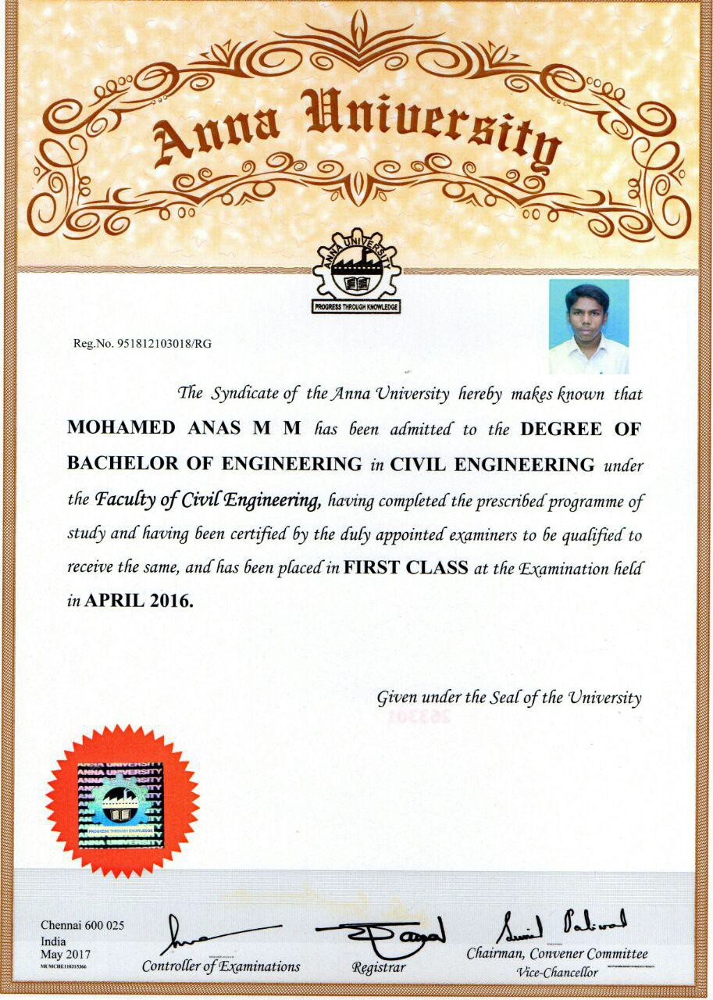 Anna University
ANNA UNIVERSITY
PROGRESS THROUGH KNOWLEDGE
Reg.No. 951812103018/RG
The Syndicate of the Anna University hereby makes known that
MOHAMED ANAS M M has been admitted to the DEGREE OF
BACHELOR OF ENGINEERING in CIVIL ENGINEERING under
the Faculty of Civil Engineering, having completed the prescribed programme of
study and having been certified by the duly appointed examiners to be qualified to
receive the same, and has been placed in FIRST CLASS at the Examination held
in APRIL 2016.
Given under the Seal of the University
263301
ANNA UNIVERSITY
ANNA UNIVERSITY
PROGRESS THROUGH KNOWLEDGE
ANNA UNIVERSITY
Chennai 600 025
India
May 2017
MUMCHE110315366
Controller of Examinations
Registrar
Sunil Paliwal
Chairman, Convener Committee
Vice-Chancellor